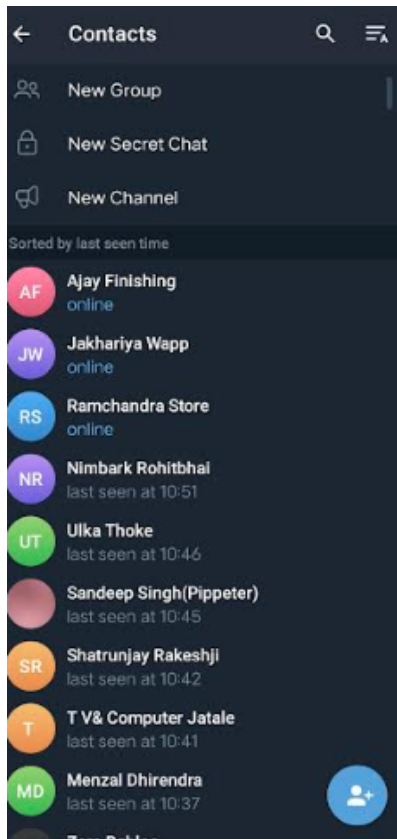 Contacts
New Group
New Secret Chat
New Channel
Sorted by last seen time
AF
Ajay Finishing
online
JW
Jakhariya Wapp
online
RS
Ramchandra Store
online
NR
Nimbark Rohitbhai
last seen at 10:51
UT
Ulka Thoke
last seen at 10:46
Sandeep Singh(Pippeter)
last seen at 10:45
SR
Shatrunjay Rakeshji
last seen at 10:42
T
T V& Computer Jatale
last seen at 10:41
MD
Menzal Dhirendra
last seen at 10:37